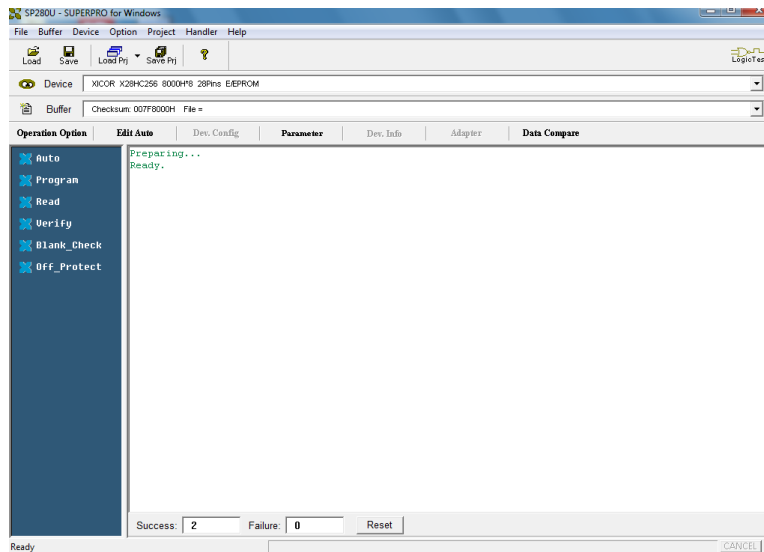 SP280U - SUPERPRO for Windows
File Buffer Device Option Project Handler Help
Load Save Load Prj Save Prj
LogicTes
Device XICOR X28HC256 8000H*8 28Pins E/EPROM
Buffer Checksum: 007F8000H File =
Operation Option Edit Auto Dev. Config Parameter Dev. Info Adapter Data Compare
Auto
Program
Read
Verify
Blank_Check
Off_Protect
Preparing...
Ready.
Success: 2 Failure: 0 Reset
Ready CANCEL